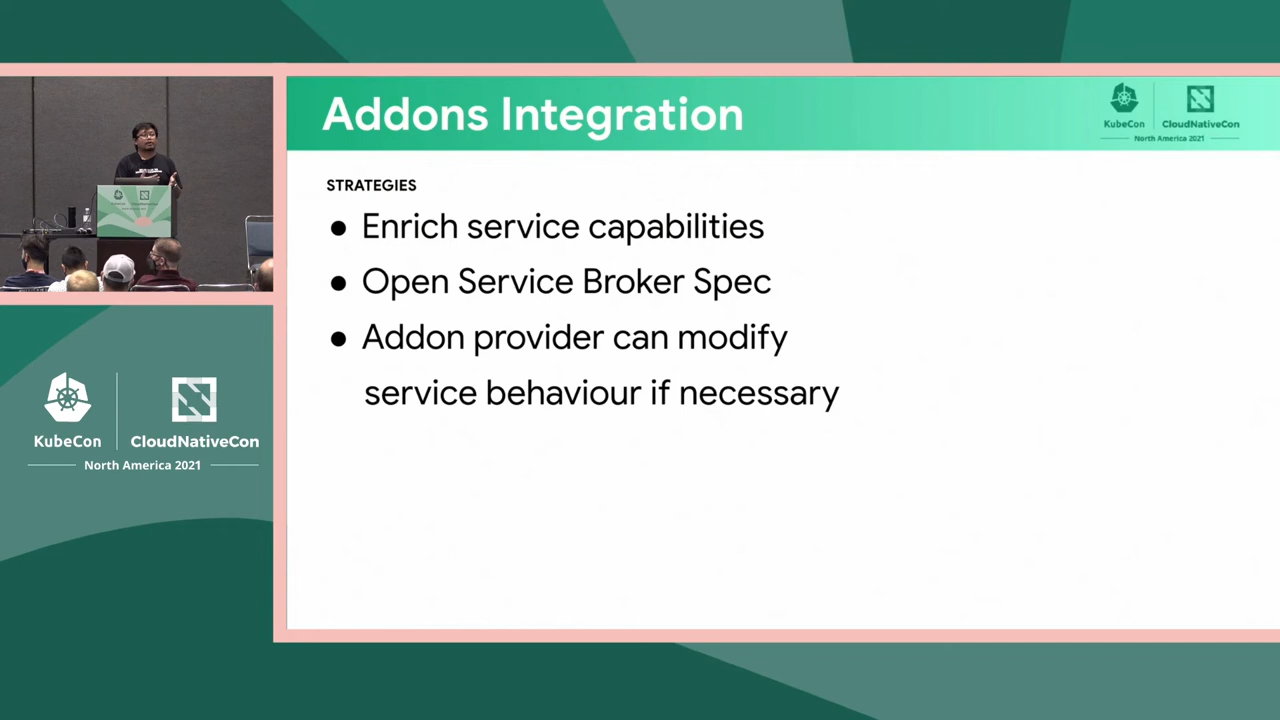 Addons Integration
KubeCon
CloudNativeCon
North America 2021
STRATEGIES
● Enrich service capabilities
● Open Service Broker Spec
● Addon provider can modify
service behaviour if necessary
KubeCon
CloudNativeCon
North America 2021